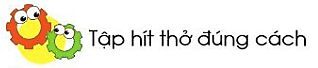 Tập hít thở đúng cách